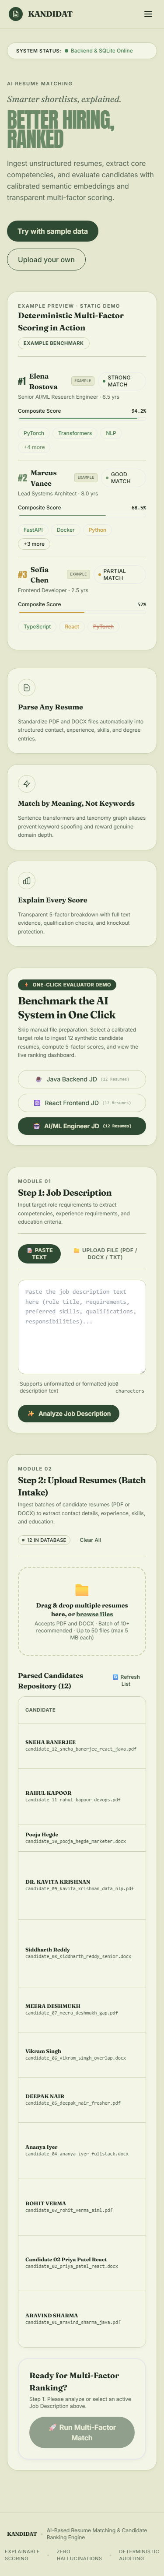 KANDIDAT
SYSTEM STATUS: Backend & SQLite Online
AI RESUME MATCHING
Smarter shortlists, explained.
BETTER HIRING,
RANKED
Ingest unstructured resumes, extract core
competencies, and evaluate candidates with
calibrated semantic embeddings and
transparent multi-factor scoring.
Try with sample data
Upload your own
EXAMPLE PREVIEW · STATIC DEMO
Deterministic Multi-Factor
Scoring in Action
EXAMPLE BENCHMARK
#1 Elena Rostova EXAMPLE STRONG MATCH
Senior AI/ML Research Engineer · 6.5 yrs
Composite Score 94.2%
PyTorch Transformers NLP
+4 more
#2 Marcus Vance EXAMPLE GOOD MATCH
Lead Systems Architect · 8.0 yrs
Composite Score 68.5%
FastAPI Docker Python
+3 more
#3 Sofia Chen EXAMPLE PARTIAL MATCH
Frontend Developer · 2.5 yrs
Composite Score 52%
TypeScript React PyTorch
Parse Any Resume
Standardize PDF and DOCX files automatically into
structured contact, experience, skills, and degree
entries.
Match by Meaning, Not Keywords
Sentence transformers and taxonomy graph aliases
prevent keyword spoofing and reward genuine
domain depth.
Explain Every Score
Transparent 5-factor breakdown with full text
evidence, qualification checks, and knockout
protection.
ONE-CLICK EVALUATOR DEMO
Benchmark the AI
System in One Click
Skip manual file preparation. Select a calibrated
target role to ingest 12 synthetic candidate
resumes, compute 5-factor scores, and view the
live ranking dashboard.
Java Backend JD (12 Resumes)
React Frontend JD (12 Resumes)
AI/ML Engineer JD (12 Resumes)
MODULE 01
Step 1: Job Description
Input target role requirements to extract
competencies, experience requirements, and
education criteria.
PASTE TEXT
UPLOAD FILE (PDF / DOCX / TXT)
Paste the job description text
here (role title, requirements,
preferred skills, qualifications,
responsibilities)...
Supports unformatted or formatted job description text
0 characters
Analyze Job Description
MODULE 02
Step 2: Upload Resumes (Batch
Intake)
Ingest batches of candidate resumes (PDF or
DOCX) to extract contact details, experience, skills,
and education.
12 IN DATABASE Clear All
Drag & drop multiple resumes
here, or browse files
Accepts PDF and DOCX · Batch of 10+
recommended · Up to 50 files (max 5
MB each)
Parsed Candidates
Repository (12)
Refresh List
CANDIDATE
SNEHA BANERJEE
candidate_12_sneha_banerjee_react_java.pdf
RAHUL KAPOOR
candidate_11_rahul_kapoor_devops.pdf
Pooja Hegde
candidate_10_pooja_hegde_marketer.docx
DR. KAVITA KRISHNAN
candidate_09_kavita_krishnan_data_nlp.pdf
Siddharth Reddy
candidate_08_siddharth_reddy_senior.docx
MEERA DESHMUKH
candidate_07_meera_deshmukh_gap.pdf
Vikram Singh
candidate_06_vikram_singh_overlap.docx
DEEPAK NAIR
candidate_05_deepak_nair_fresher.pdf
Ananya Iyer
candidate_04_ananya_iyer_fullstack.docx
ROHIT VERMA
candidate_03_rohit_verma_aiml.pdf
Candidate 02 Priya Patel React
candidate_02_priya_patel_react.docx
ARAVIND SHARMA
candidate_01_aravind_sharma_java.pdf
Ready for Multi-Factor
Ranking?
Step 1: Please analyze or select an active
Job Description above.
Run Multi-Factor
Match
KANDIDAT AI-Based Resume Matching & Candidate Ranking Engine
EXPLAINABLE SCORING · ZERO HALLUCINATIONS · DETERMINISTIC AUDITING